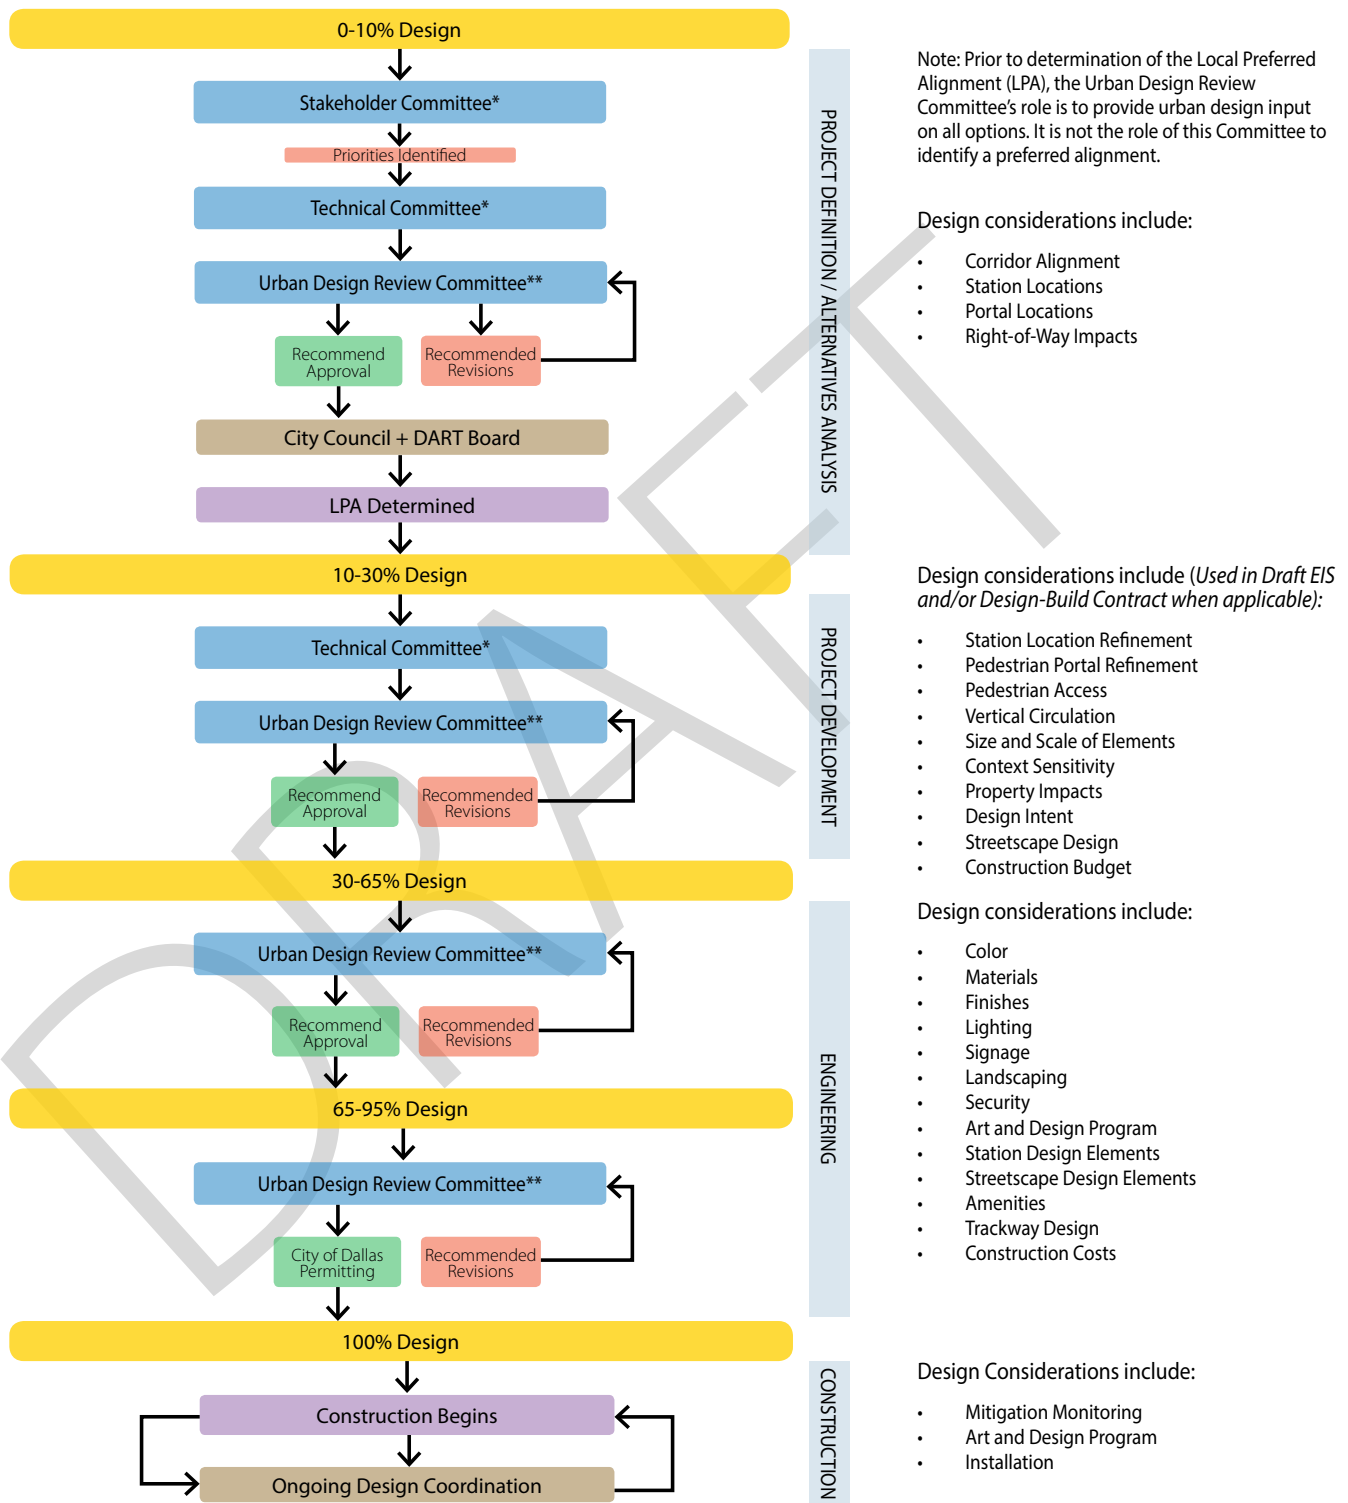 0-10% Design
Stakeholder Committee*
Priorities Identified
Technical Committee*
Urban Design Review Committee**
Recommend
Approval
Recommended
Revisions
City Council + DART Board
LPA Determined
PROJECT DEFINITION / ALTERNATIVES ANALYSIS
Note: Prior to determination of the Local Preferred
Alignment (LPA), the Urban Design Review
Committee's role is to provide urban design input
on all options. It is not the role of this Committee to
identify a preferred alignment.
Design considerations include:
• Corridor Alignment
• Station Locations
• Portal Locations
• Right-of-Way Impacts
10-30% Design
Technical Committee*
Urban Design Review Committee**
Recommend
Approval
Recommended
Revisions
PROJECT DEVELOPMENT
Design considerations include (Used in Draft EIS
and/or Design-Build Contract when applicable):
• Station Location Refinement
• Pedestrian Portal Refinement
• Pedestrian Access
• Vertical Circulation
• Size and Scale of Elements
• Context Sensitivity
• Property Impacts
• Design Intent
• Streetscape Design
• Construction Budget
30-65% Design
Urban Design Review Committee**
Recommend
Approval
Recommended
Revisions
65-95% Design
Urban Design Review Committee**
City of Dallas
Permitting
Recommended
Revisions
ENGINEERING
Design considerations include:
• Color
• Materials
• Finishes
• Lighting
• Signage
• Landscaping
• Security
• Art and Design Program
• Station Design Elements
• Streetscape Design Elements
• Amenities
• Trackway Design
• Construction Costs
100% Design
Construction Begins
Ongoing Design Coordination
CONSTRUCTION
Design Considerations include:
• Mitigation Monitoring
• Art and Design Program
• Installation
DRAFT